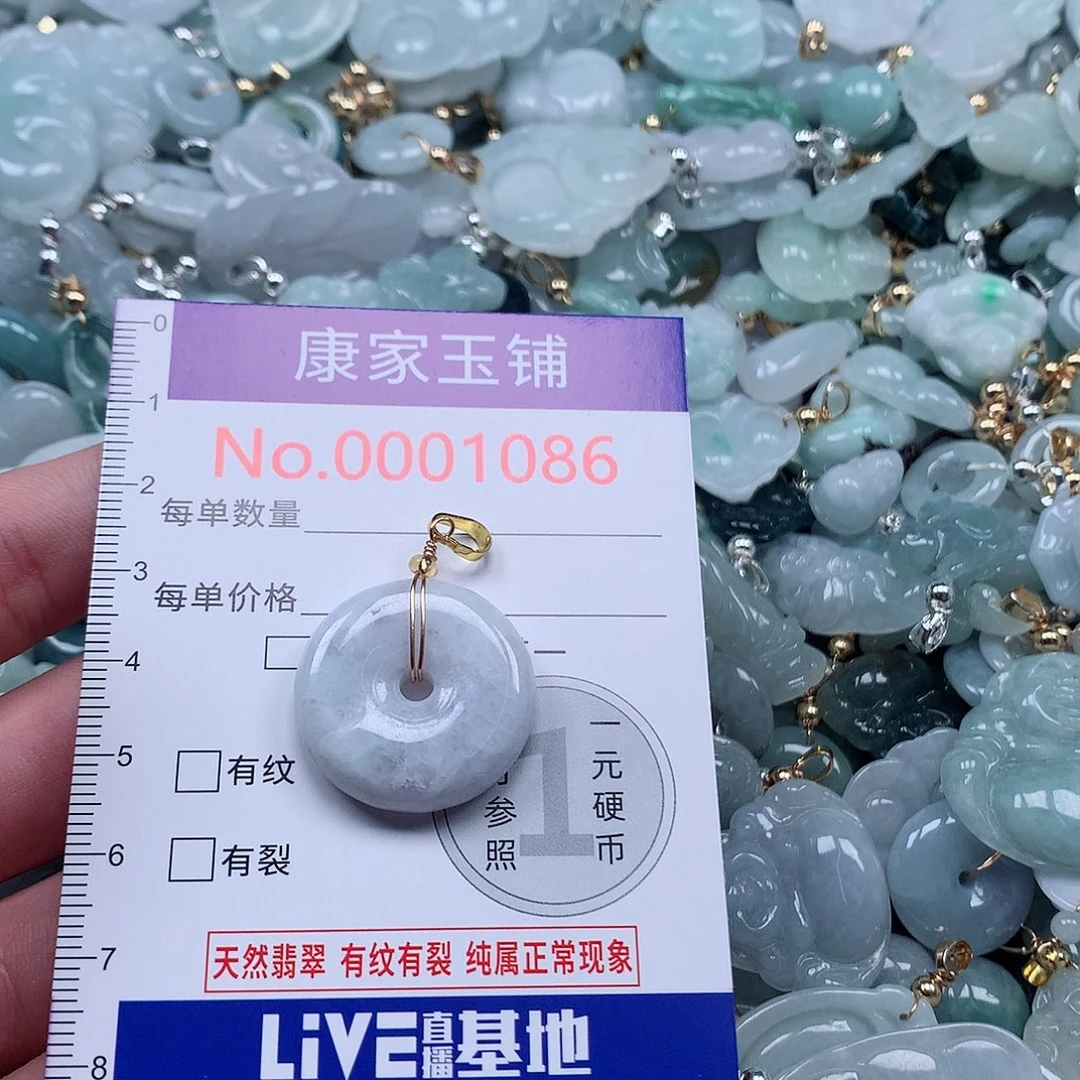 0
康家玉铺
1
No.0001086
2
每单数量
3
每单价格
4
5
有纹
一元硬币
1
参照
6
有裂
7
天然翡翠 有纹有裂 纯属正常现象
8
LiVE直播基地